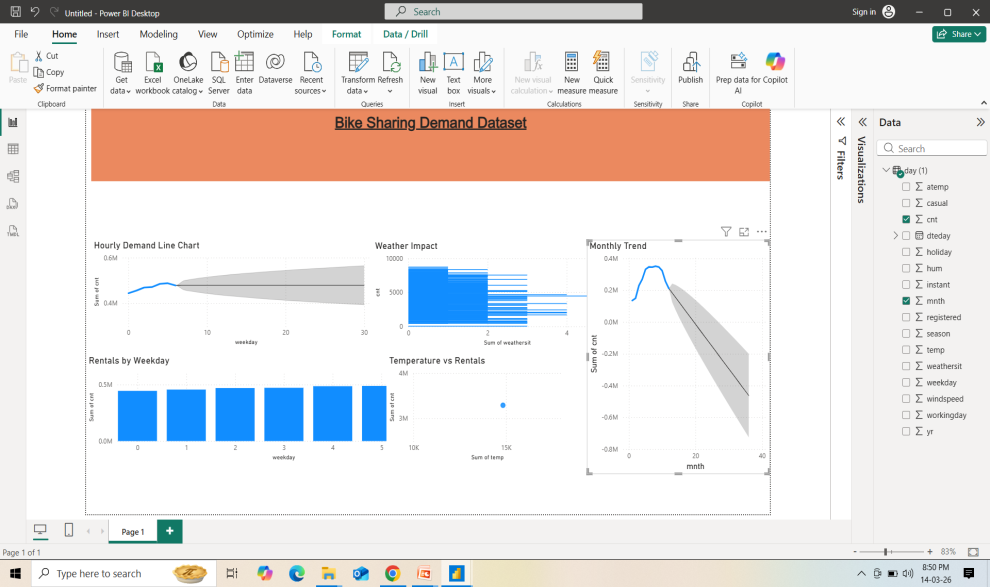 Untitled - Power BI Desktop
Search
Sign in
File Home Insert Modeling View Optimize Help Format Data / Drill Share
Paste
Cut
Copy
Format painter
Get data
Excel workbook
OneLake catalog
SQL Server
Enter data
Dataverse
Recent sources
Transform data
Refresh
New visual
Text box
More visuals
New visual calculation
New measure
Quick measure
Sensitivity
Publish
Prep data for AI
Copilot
Clipboard Data Queries Insert Calculations Sensitivity Share Copilot
Bike Sharing Demand Dataset
Hourly Demand Line Chart
0.6M
0.4M
Sum of cnt
0 10 20 30
weekday
Weather Impact
10000
5000
0
cnt
0 2 4
Sum of weathersit
Monthly Trend
0.4M
0.2M
0.0M
-0.2M
-0.4M
-0.6M
-0.8M
Sum of cnt
0 20 40
mnth
Rentals by Weekday
0.5M
0.0M
Sum of cnt
0 1 2 3 4 5
weekday
Temperature vs Rentals
4M
3M
Sum of cnt
10K 15K
Sum of temp
Filters
Visualizations
Data
Search
day (1)
atemp
casual
cnt
dteday
holiday
hum
instant
mnth
registered
season
temp
weathersit
weekday
windspeed
workingday
yr
Page 1
Page 1 of 1
83%
Type here to search
8:50 PM
14-03-26